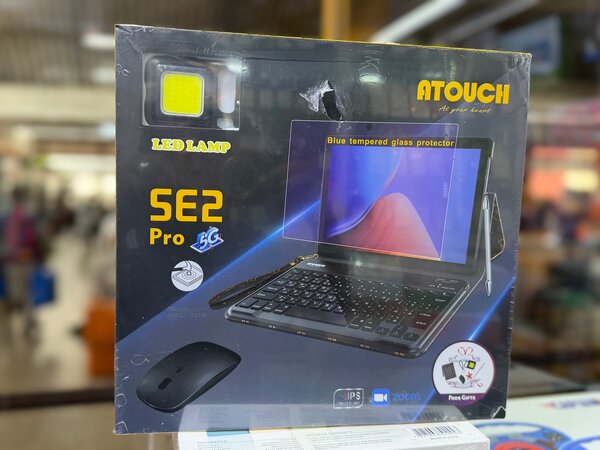 ATOUCH
At your heart
LED LAMP
Blue tempered glass protector
SE2
Pro 5G
IPS
zoom
Free Gifts